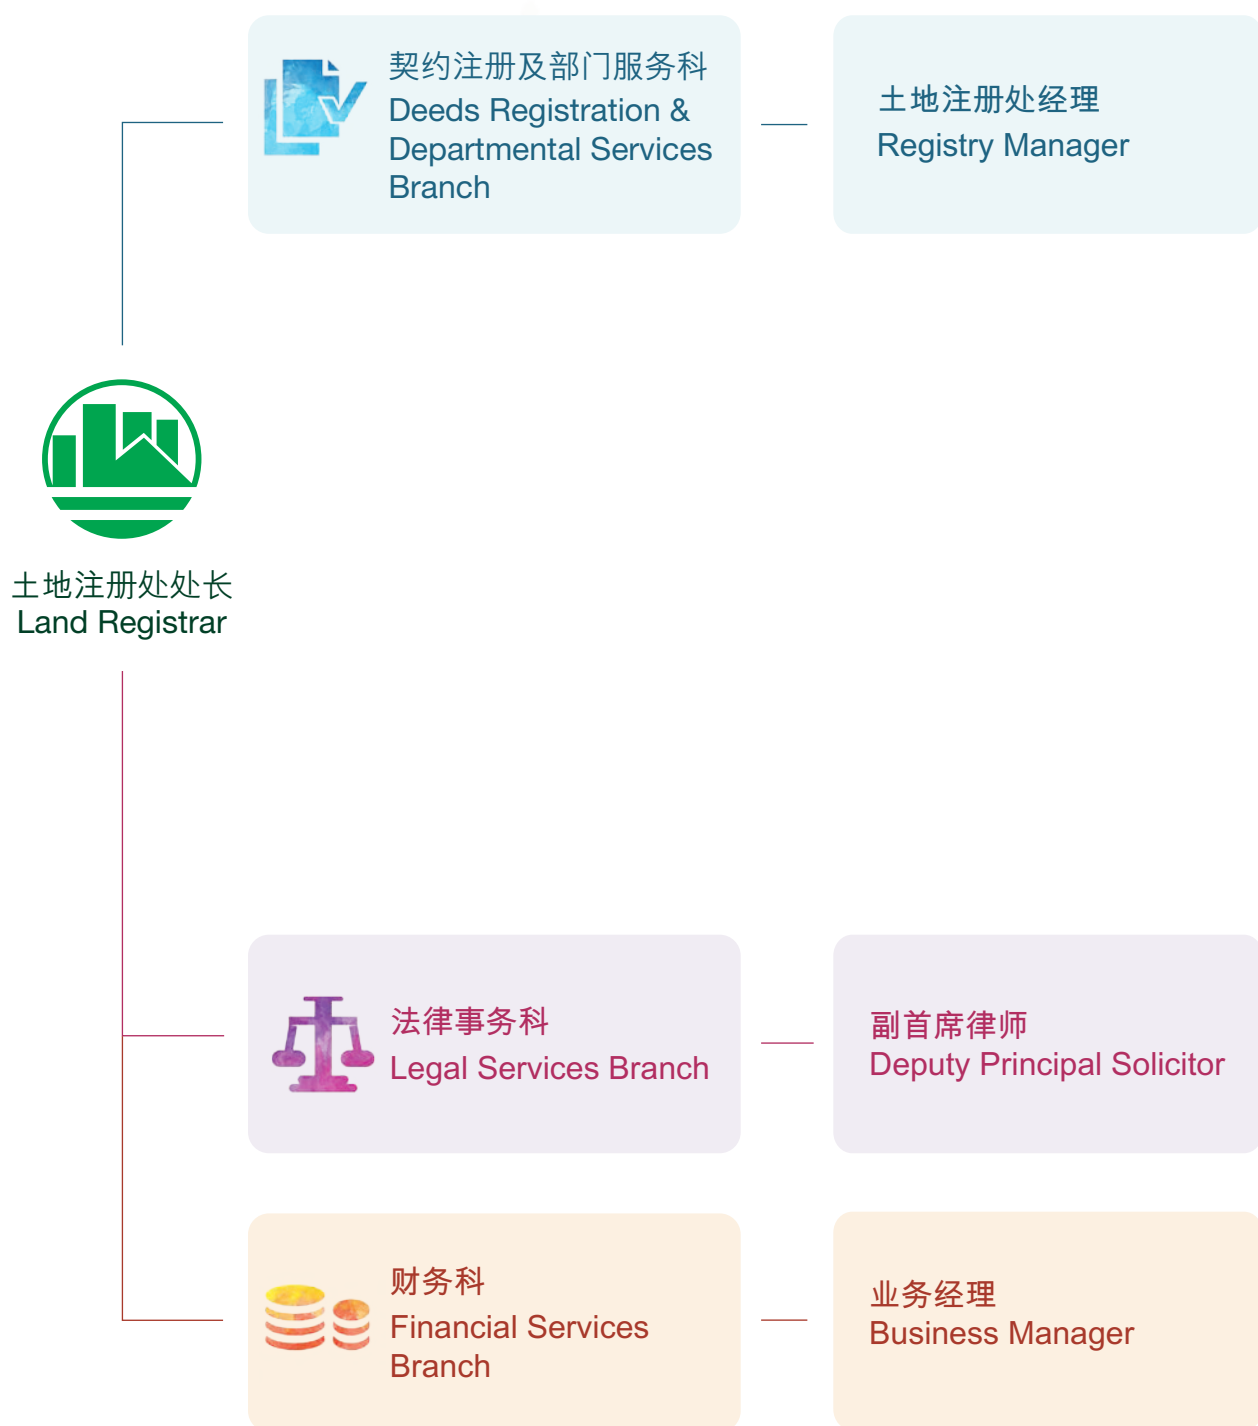 契约注册及部门服务科
Deeds Registration &
Departmental Services
Branch
土地注册处经理
Registry Manager
土地注册处处长
Land Registrar
法律事务科
Legal Services Branch
副首席律师
Deputy Principal Solicitor
财务科
Financial Services
Branch
业务经理
Business Manager